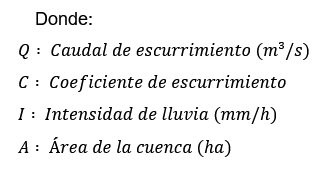 Donde:
Q : Caudal de escurrimiento (m³/s)
C : Coeficiente de escurrimiento
I : Intensidad de lluvia (mm/h)
A : Área de la cuenca (ha)